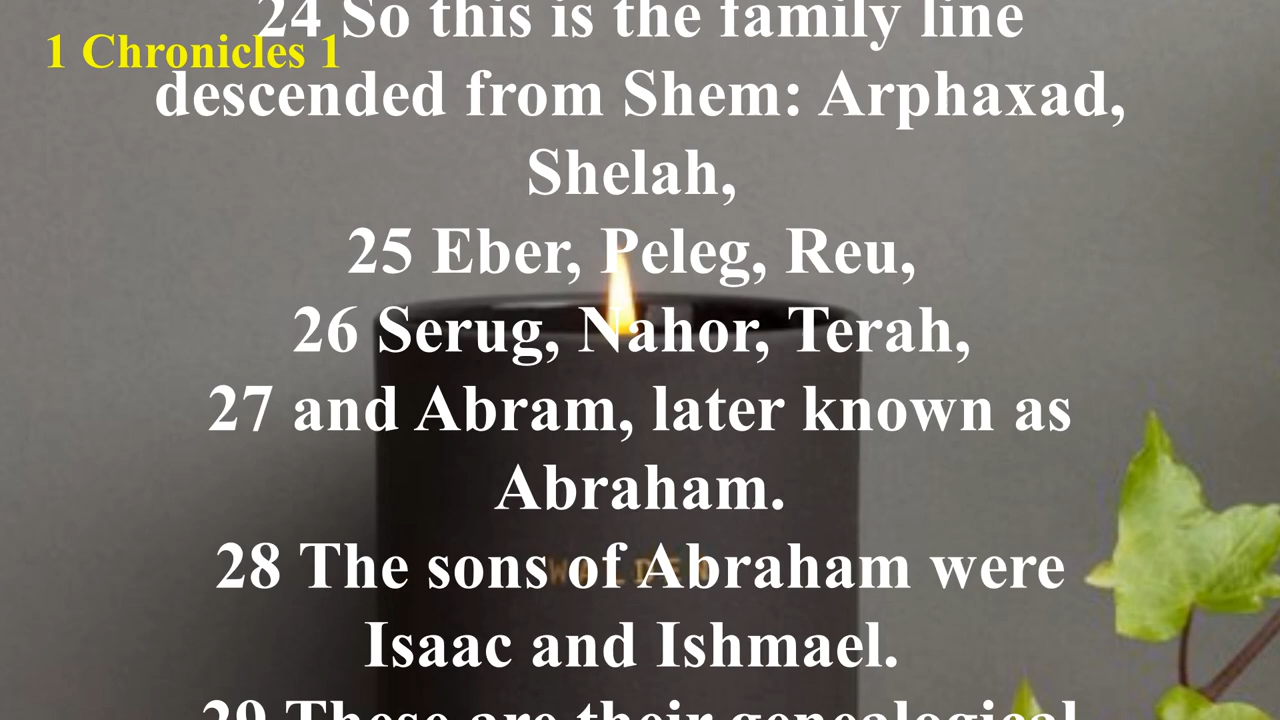 24 So this is the family line
1 Chronicles 1
descended from Shem: Arphaxad,
Shelah,
25 Eber, Peleg, Reu,
26 Serug, Nahor, Terah,
27 and Abram, later known as
Abraham.
28 The sons of Abraham were
Isaac and Ishmael.
29 These are their genealogical